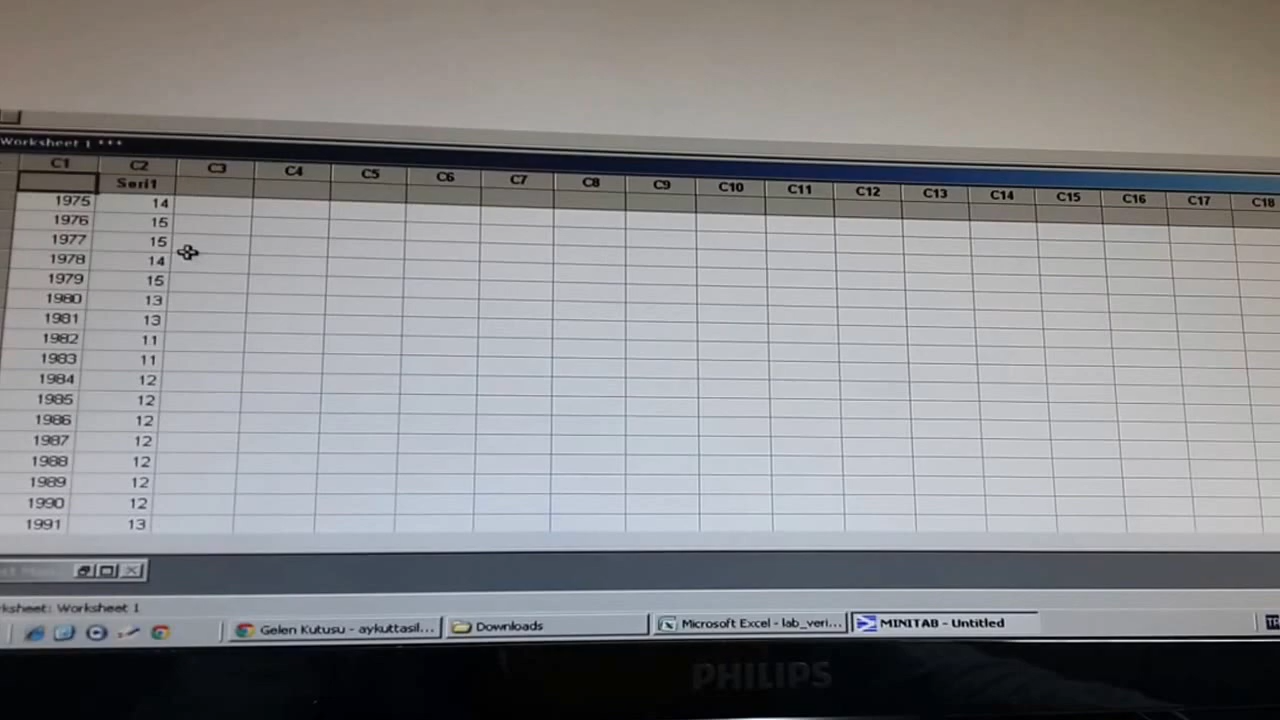 Worksheet 1 ***
C1 C2 C3 C4 C5 C6 C7 C8 C9 C10 C11 C12 C13 C14 C15 C16 C17 C18
Seri1
1975 14
1976 15
1977 15
1978 14
1979 15
1980 13
1981 13
1982 11
1983 11
1984 12
1985 12
1986 12
1987 12
1988 12
1989 12
1990 12
1991 13
ksheet: Worksheet 1
Gelen Kutusu - aykuttasil... Downloads Microsoft Excel - lab_veri... MINITAB - Untitled
PHILIPS